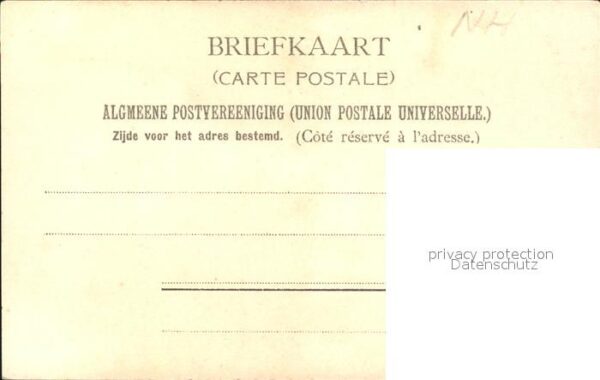 BRIEFKAART
(CARTE POSTALE)
ALGMEENE POSTVEREENIGING (UNION POSTALE UNIVERSELLE.)
Zijde voor het adres bestemd. (Côté réservé à l'adresse.)
privacy protection
Datenschutz